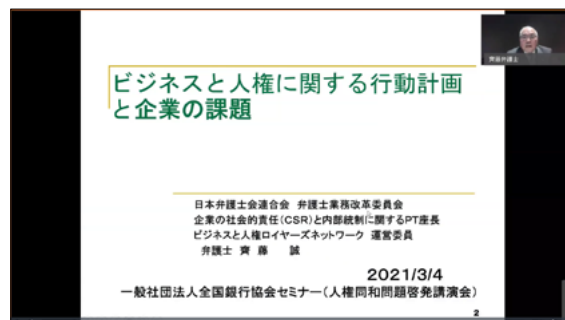 齊藤弁護士
ビジネスと人権に関する行動計画
と企業の課題
日本弁護士会連合会 弁護士業務改革委員会
企業の社会的責任(CSR)と内部統制に関するPT座長
ビジネスと人権ロイヤーズネットワーク 運営委員
弁護士 齊 藤 誠
2021/3/4
一般社団法人全国銀行協会セミナー(人権同和問題啓発講演会)
2